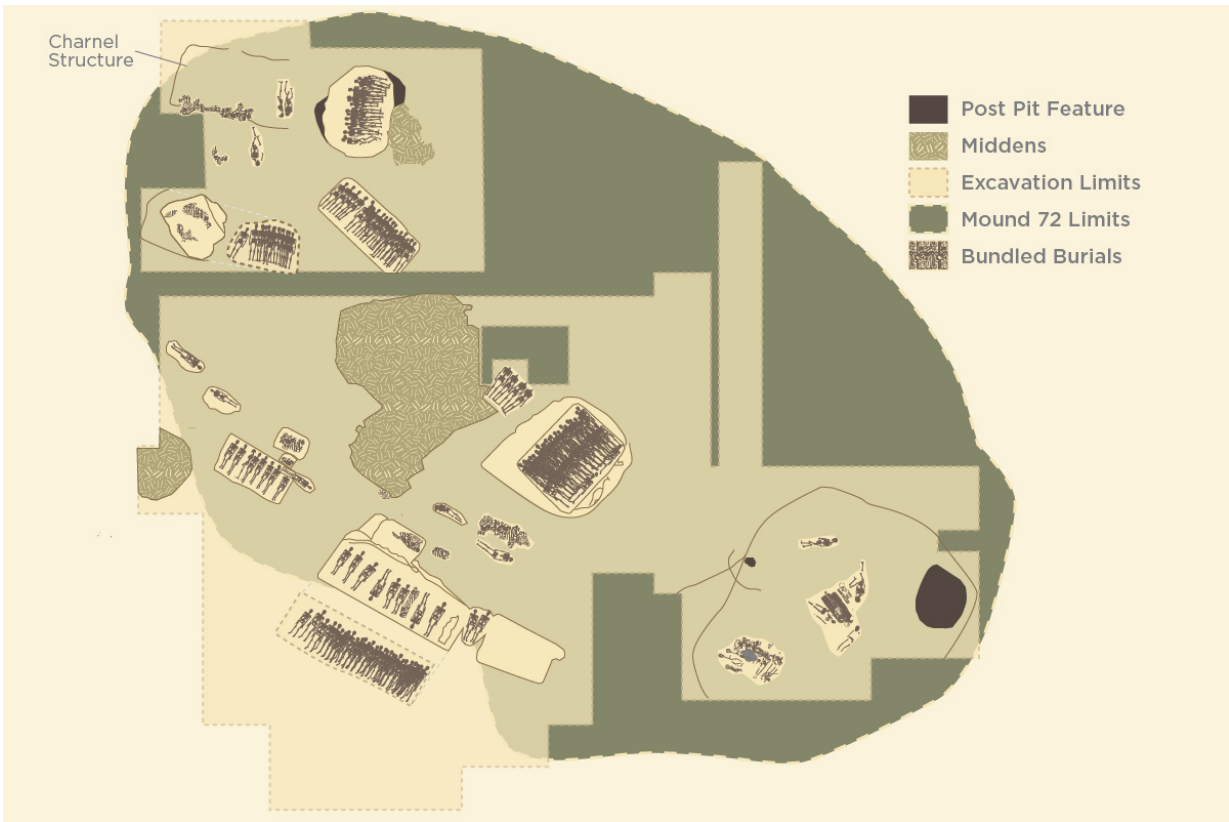 Charnel
Structure
Post Pit Feature
Middens
Excavation Limits
Mound 72 Limits
Bundled Burials